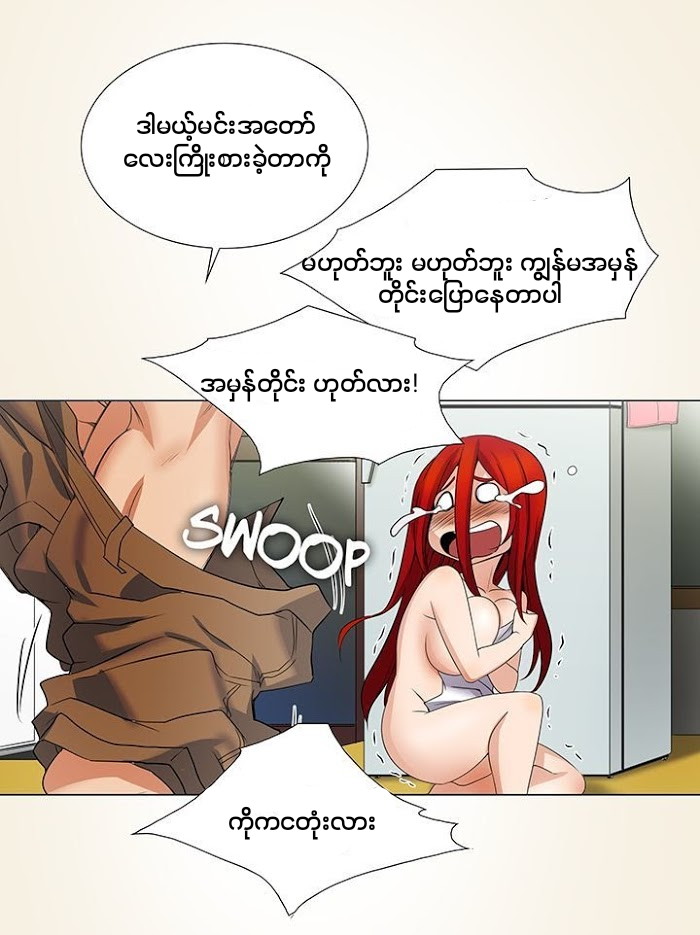 ဒါမယ့်မင်းအတော်
လေးကြိုးစားခဲ့တာကို
မဟုတ်ဘူး မဟုတ်ဘူး ကျွန်မအမှန်
တိုင်းပြောနေတာပါ
အမှန်တိုင်း ဟုတ်လား!
SWOOP
ကိုကငတုံးလား